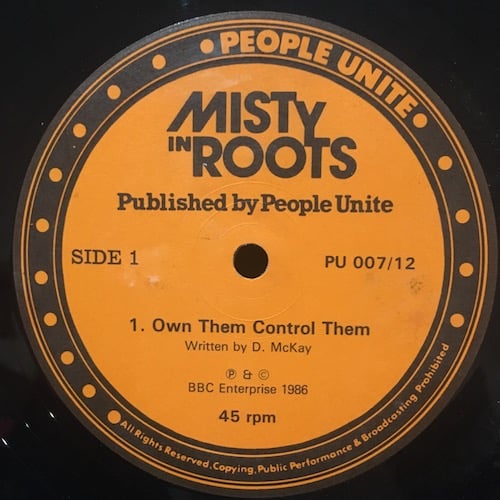 PEOPLE UNITE
MISTY
IN ROOTS
Published by People Unite
SIDE 1
PU 007/12
1. Own Them Control Them
Written by D. McKay
℗ & ©
BBC Enterprise 1986
45 rpm
All Rights Reserved. Copying, Public Performance & Broadcasting Prohibited